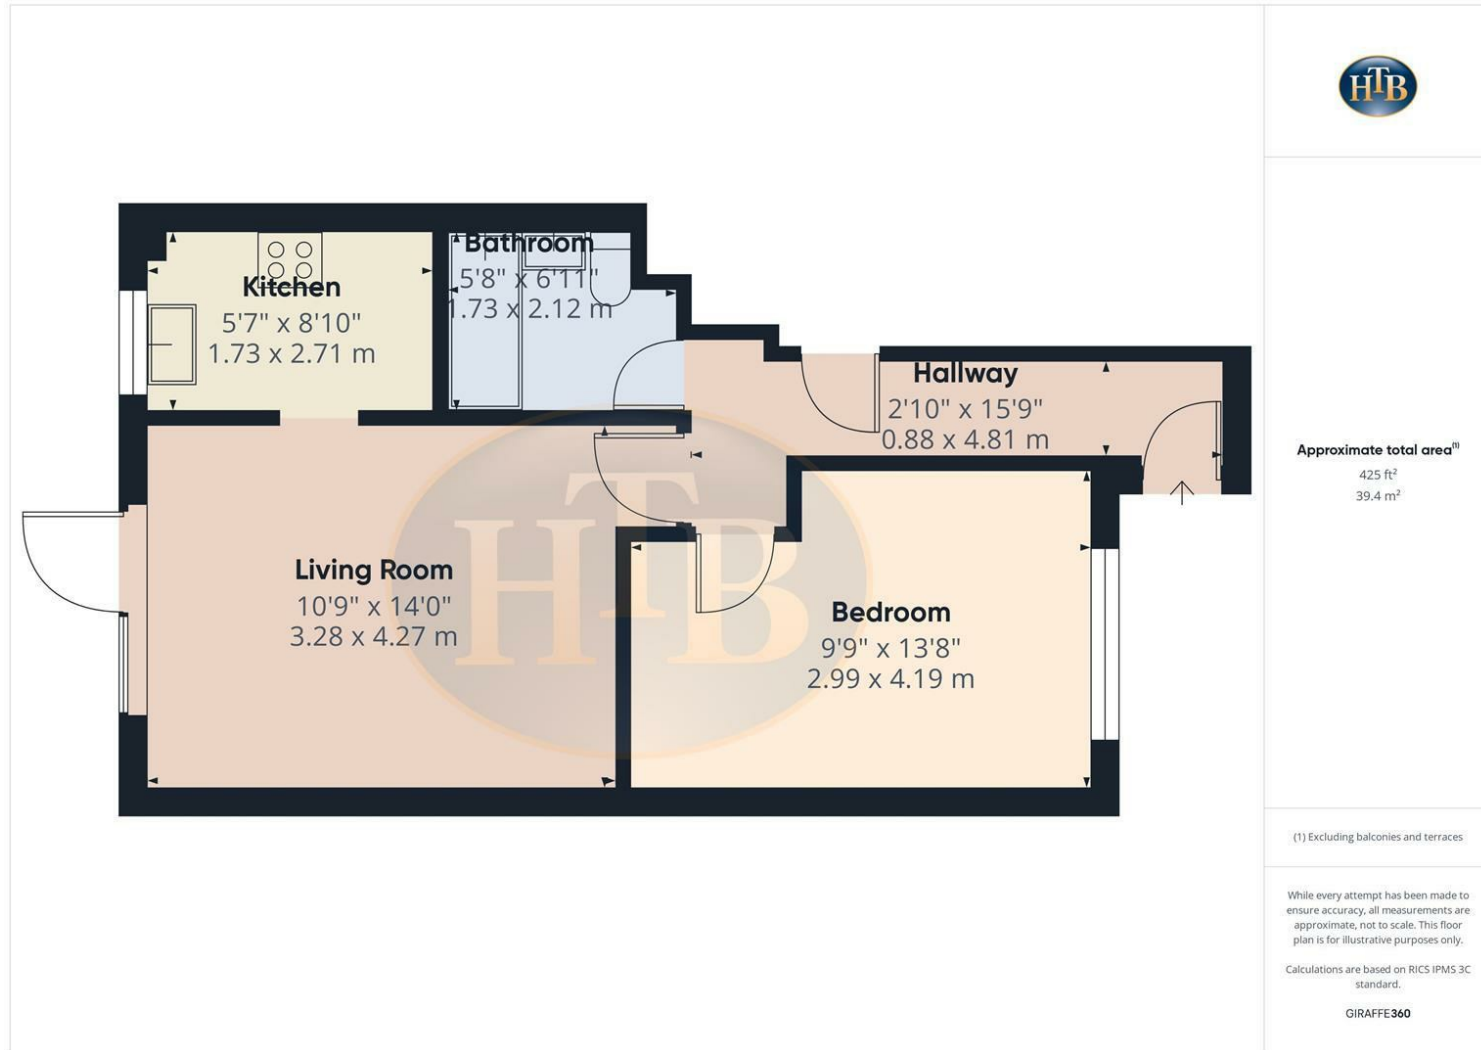 HTB
Kitchen
5'7" x 8'10"
1.73 x 2.71 m
Bathroom
5'8" x 6'11"
1.73 x 2.12 m
Hallway
2'10" x 15'9"
0.88 x 4.81 m
Living Room
10'9" x 14'0"
3.28 x 4.27 m
Bedroom
9'9" x 13'8"
2.99 x 4.19 m
HTB
Approximate total area(1)
425 ft²
39.4 m²
(1) Excluding balconies and terraces
While every attempt has been made to
ensure accuracy, all measurements are
approximate, not to scale. This floor
plan is for illustrative purposes only.
Calculations are based on RICS IPMS 3C
standard.
GIRAFFE360